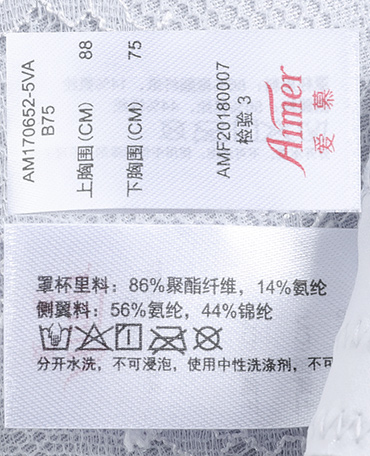 AM170652-5VA
B75
上胸围(CM) 88
下胸围(CM) 75
AMF20180007
检验 3
Aimer
爱慕
罩杯里料：86%聚酯纤维，14%氨纶
侧翼料：56%氨纶，44%锦纶
分开水洗，不可浸泡，使用中性洗涤剂，不可